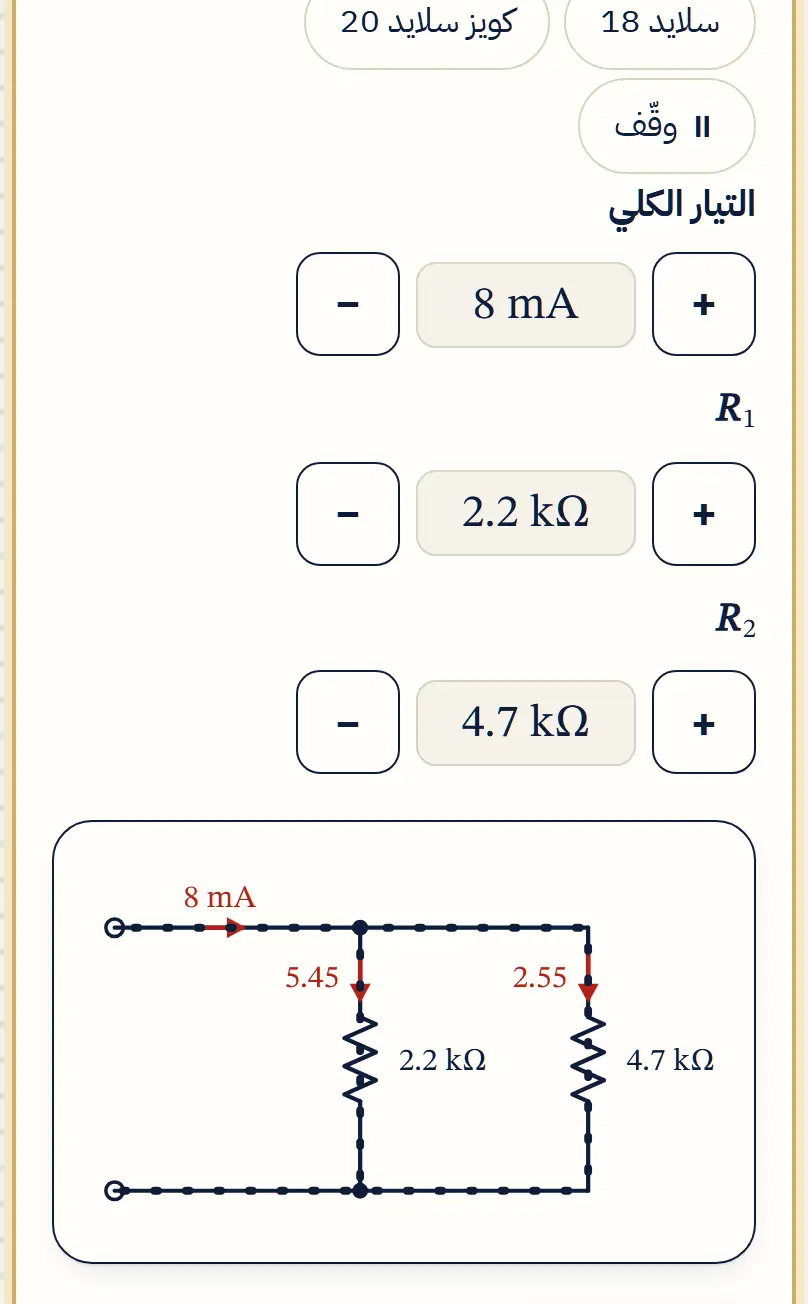 سلايد 18
كويز سلايد 20
وقّف
التيار الكلي
+ 8 mA −
R₁
+ 2.2 kΩ −
R₂
+ 4.7 kΩ −
8 mA
5.45
2.55
2.2 kΩ
4.7 kΩ